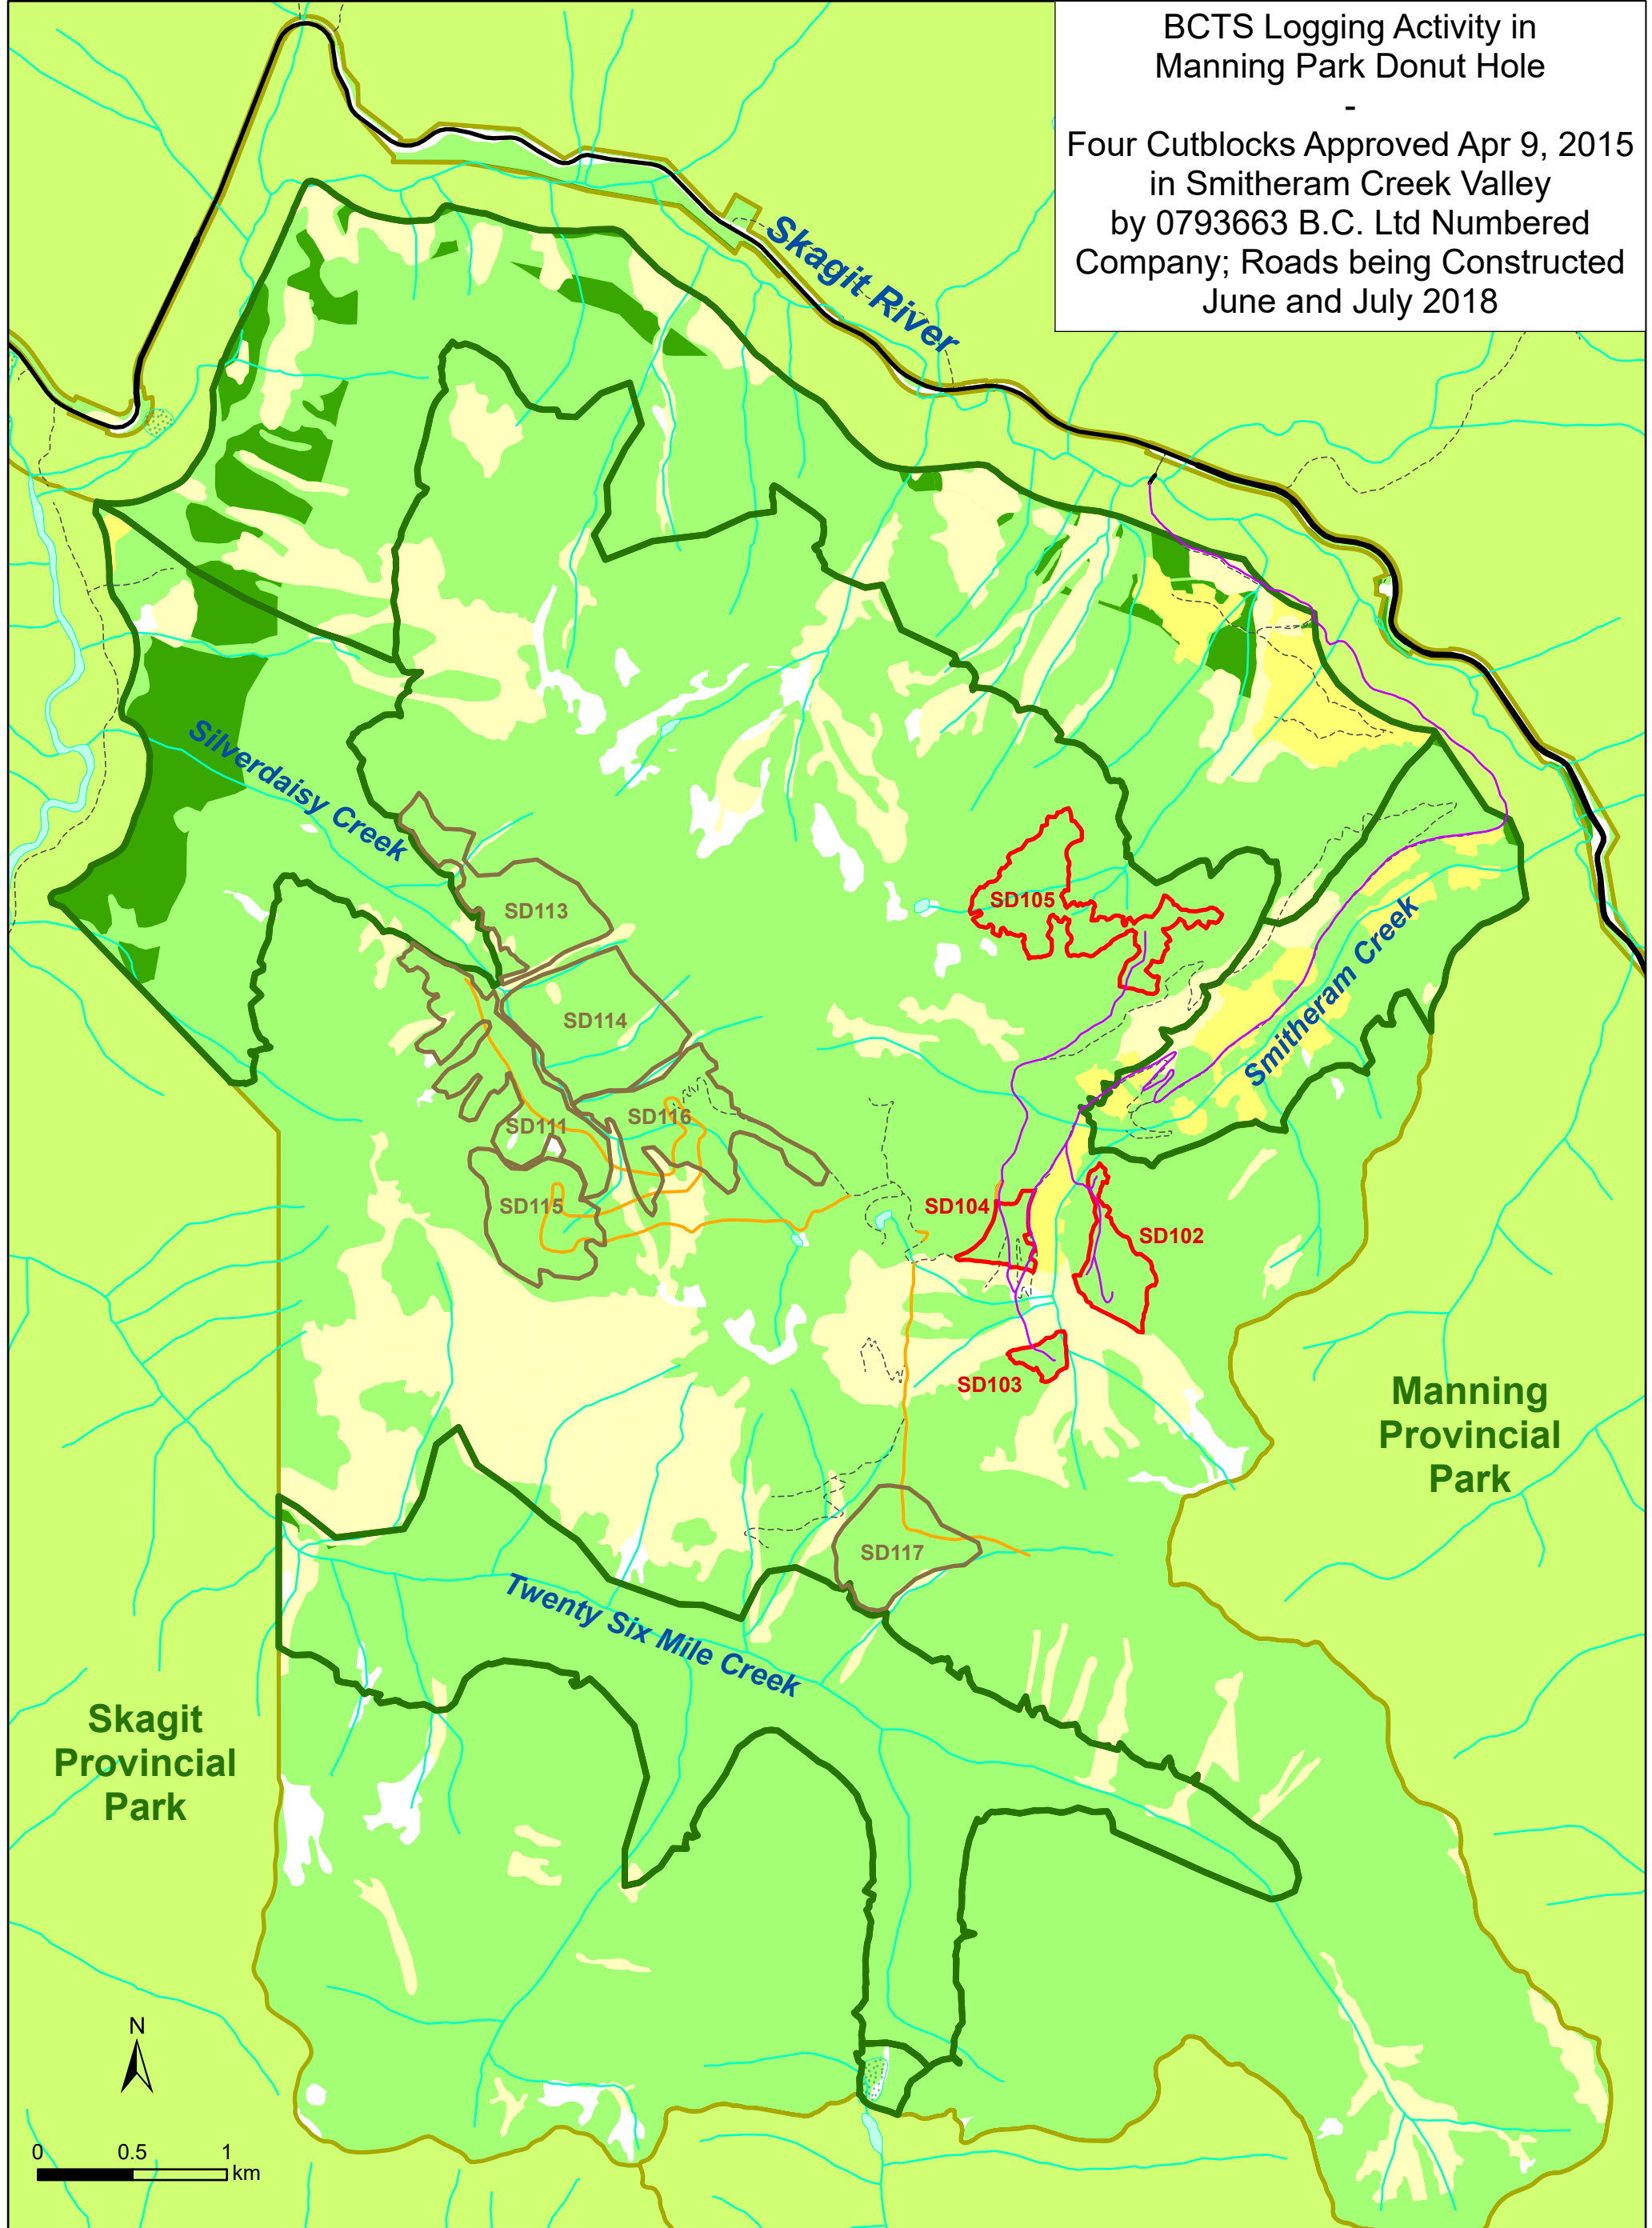 BCTS Logging Activity in
Manning Park Donut Hole
-
Four Cutblocks Approved Apr 9, 2015
in Smitheram Creek Valley
by 0793663 B.C. Ltd Numbered
Company; Roads being Constructed
June and July 2018
Skagit River
Silverdaisy Creek
SD105
SD113
Smitheram Creek
SD114
SD116
SD111
SD115
SD104
SD102
SD103
Manning
Provincial
Park
SD117
Twenty Six Mile Creek
Skagit
Provincial
Park
N
0 0.5 1
km